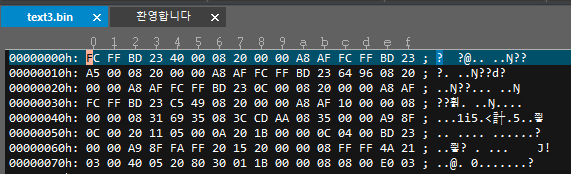 text3.bin × 환영합니다 ×
0 1 2 3 4 5 6 7 8 9 a b c d e f
00000000h: FC FF BD 23 40 00 08 20 00 00 A8 AF FC FF BD 23 ; ? ?@.. ..N??
00000010h: A5 00 08 20 00 00 A8 AF FC FF BD 23 64 96 08 20 ; ?. ..N??d?
00000020h: 00 00 A8 AF FC FF BD 23 0C 00 08 20 00 00 A8 AF ; ..N??... ..N
00000030h: FC FF BD 23 C5 49 08 20 00 00 A8 AF 10 00 00 08 ; ??휡. ..N....
00000040h: 00 00 08 31 69 35 08 3C CD AA 08 35 00 00 A9 8F ; ...1i5.<計.5..
00000050h: 0C 00 20 11 05 00 0A 20 1B 00 00 0C 04 00 BD 23 ; .. .... ......?
00000060h: 00 00 A9 8F FA FF 20 15 20 20 00 08 FF FF 4A 21 ; .. . ... J!
00000070h: 03 00 40 05 20 80 30 01 1B 00 00 08 08 00 E0 03 ; ..@. 0.......?